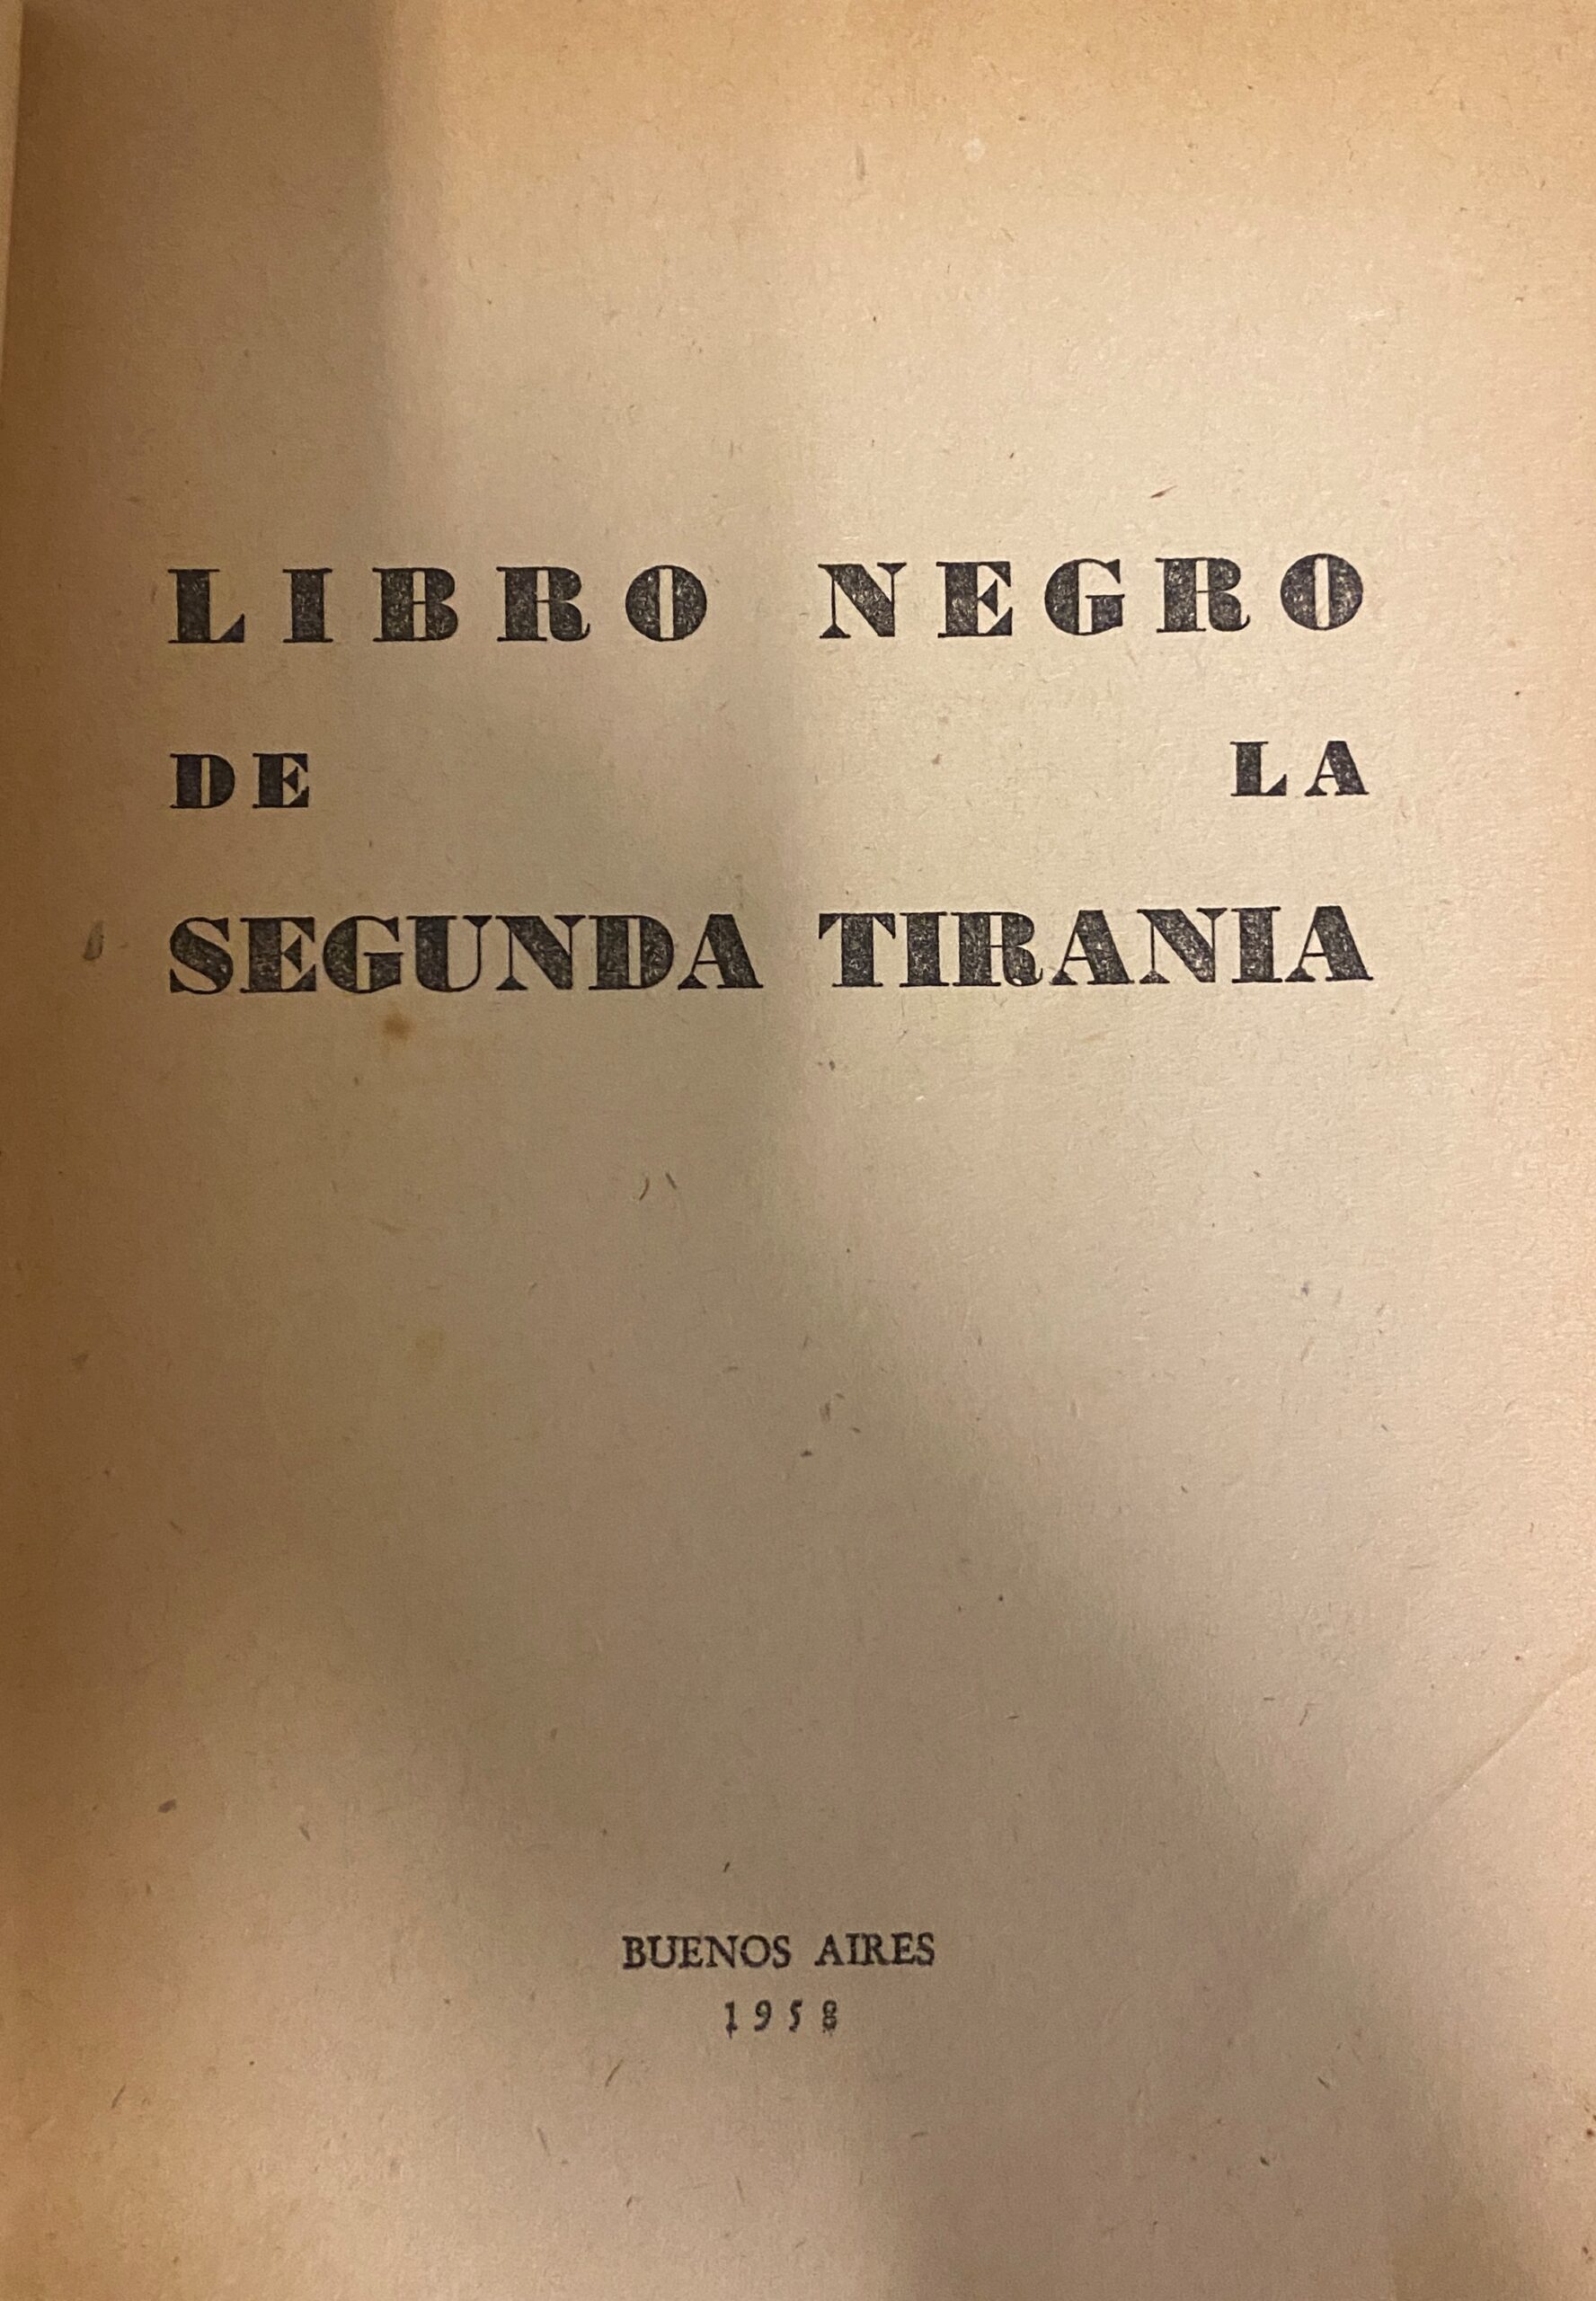 LIBRO NEGRO
DE LA
SEGUNDA TIRANIA
BUENOS AIRES
1958